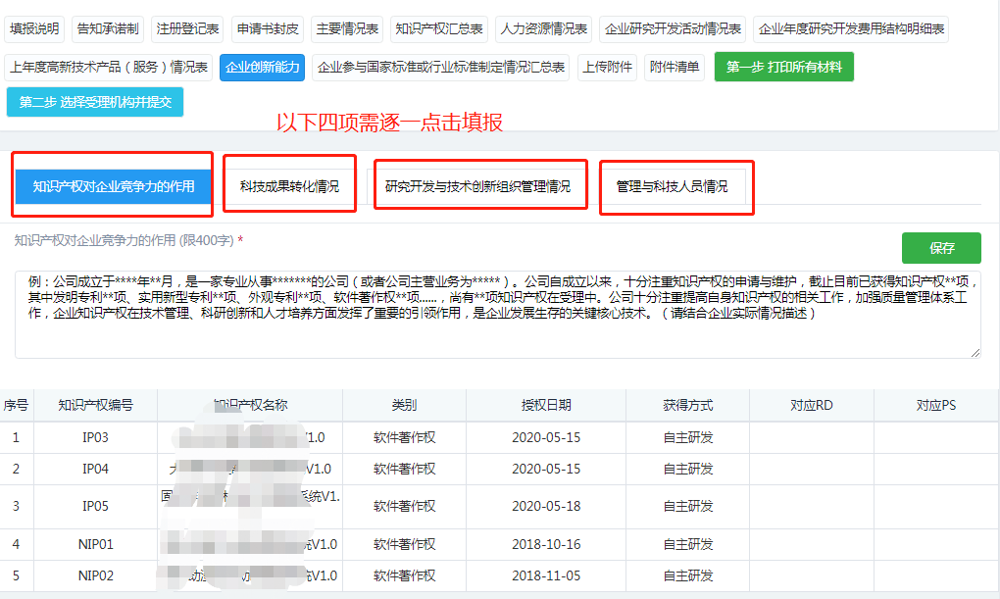 填报说明 告知承诺制 注册登记表 申请书封皮 主要情况表 知识产权汇总表 人力资源情况表 企业研究开发活动情况表 企业年度研究开发费用结构明细表
上年度高新技术产品（服务）情况表 企业创新能力 企业参与国家标准或行业标准制定情况汇总表 上传附件 附件清单 第一步 打印所有材料
第二步 选择受理机构并提交
以下四项需逐一点击填报
知识产权对企业竞争力的作用 科技成果转化情况 研究开发与技术创新组织管理情况 管理与科技人员情况
知识产权对企业竞争力的作用 (限400字) *
保存
例：公司成立于****年**月，是一家专业从事*******的公司（或者公司主营业务为*****）。公司自成立以来，十分注重知识产权的申请与维护，截止目前已获得知识产权**项，
其中发明专利**项、实用新型专利**项、外观专利**项、软件著作权**项......，尚有**项知识产权在受理中。公司十分注重提高自身知识产权的相关工作，加强质量管理体系工
作，企业知识产权在技术管理、科研创新和人才培养方面发挥了重要的引领作用，是企业发展生存的关键核心技术。（请结合企业实际情况描述）
序号 知识产权编号 知识产权名称 类别 授权日期 获得方式 对应RD 对应PS
1 IP03 V1.0 软件著作权 2020-05-15 自主研发
2 IP04 V1.0 软件著作权 2020-05-15 自主研发
3 IP05 系统V1. 软件著作权 2020-05-18 自主研发
4 NIP01 统V1.0 软件著作权 2018-10-16 自主研发
5 NIP02 统V1.0 软件著作权 2018-11-05 自主研发